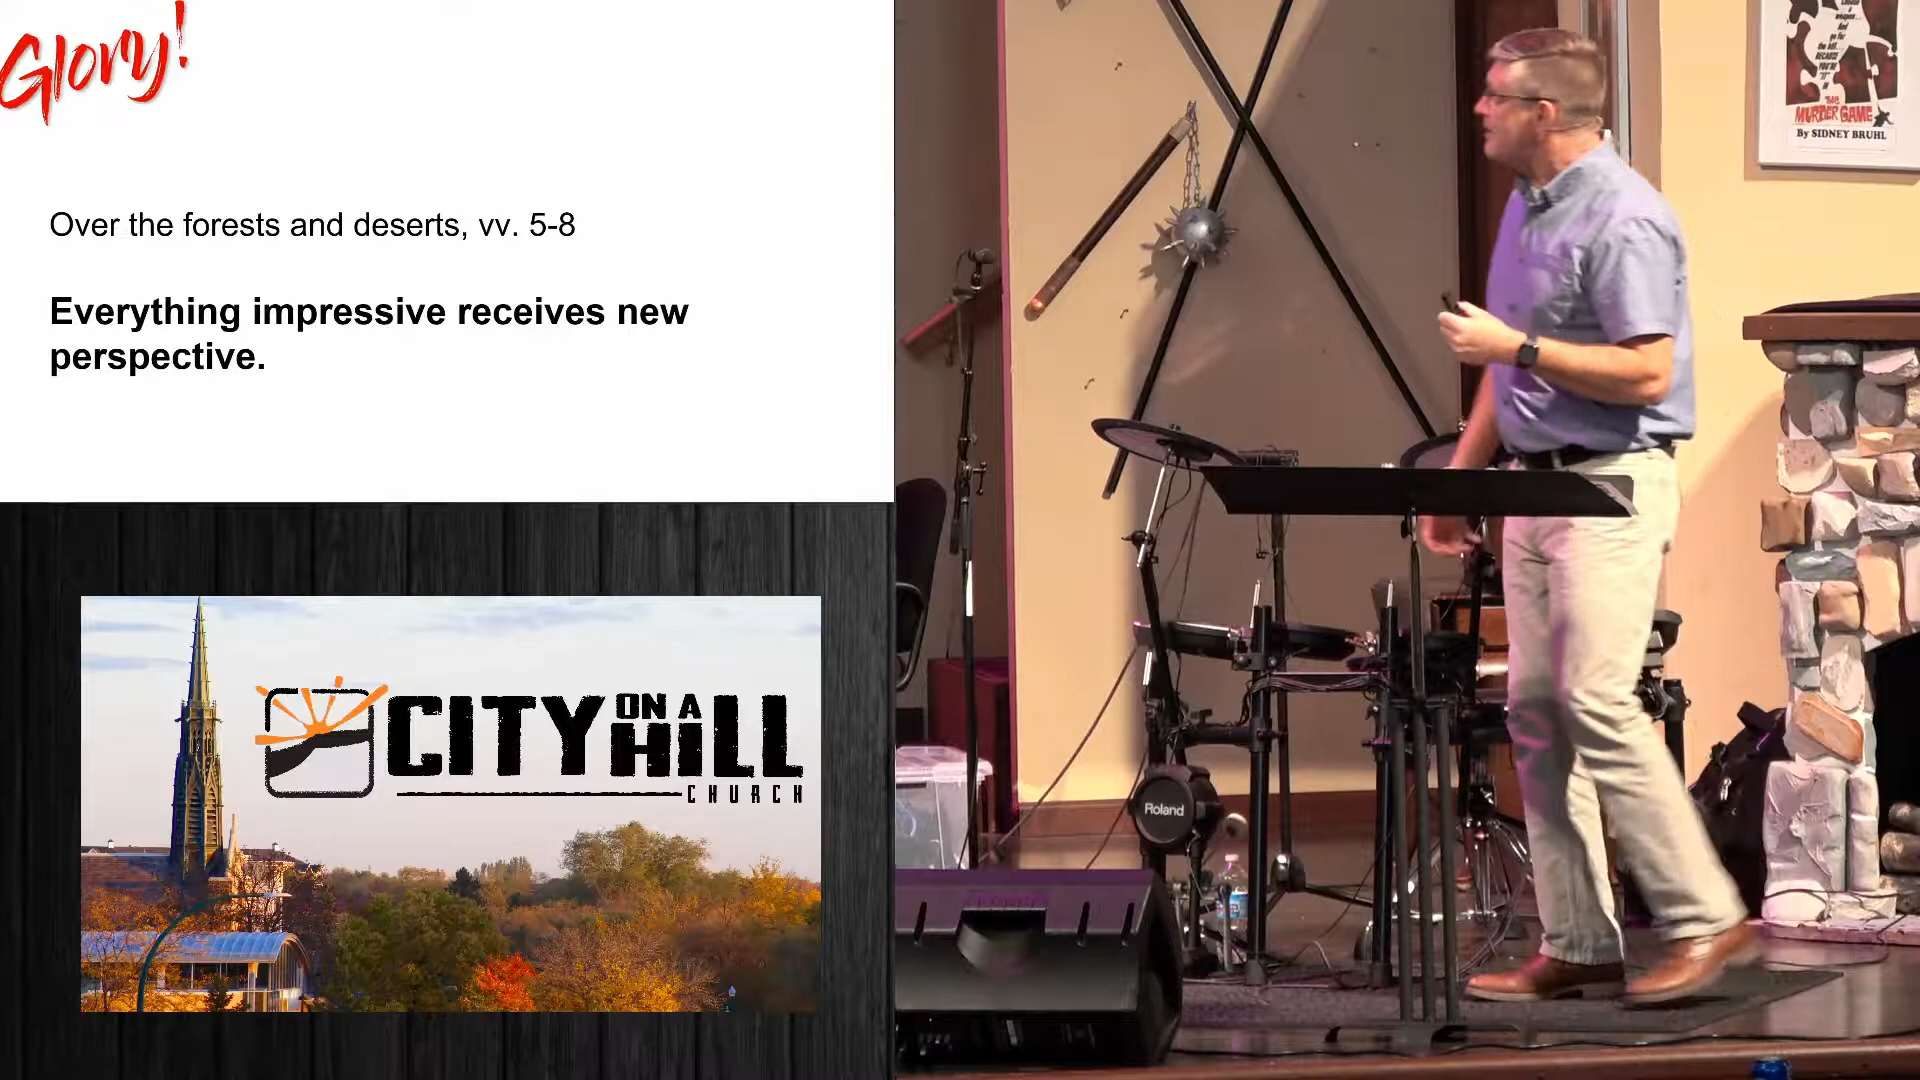 Glory!
Over the forests and deserts, vv. 5-8
Everything impressive receives new
perspective.
CITY ON A HILL
CHURCH
THE
MURDER GAME
By SIDNEY BRUHL
Roland